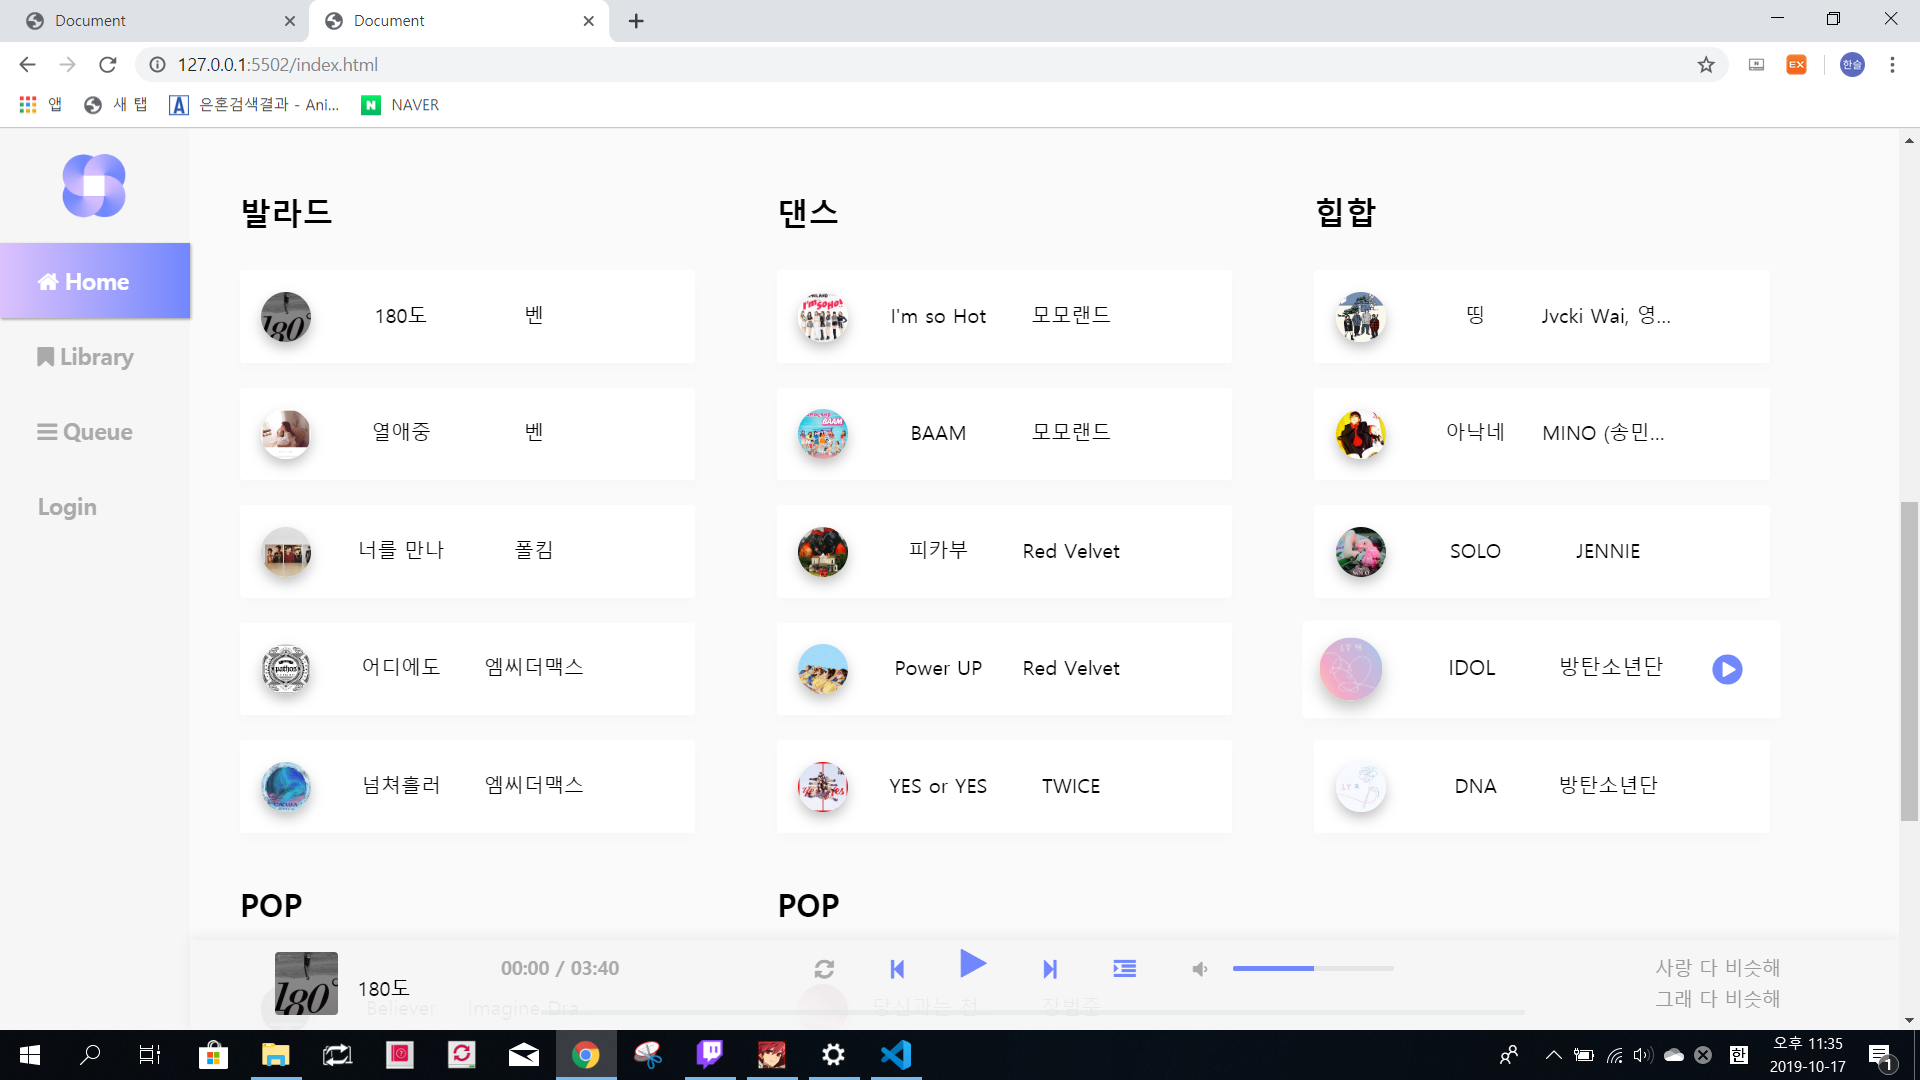 Document
Document
127.0.0.1:5502/index.html
EX
한슬
앱
새 탭
은혼검색결과 - Ani...
NAVER
발라드
댄스
힙합
Home
Library
Queue
Login
180도
벤
I'm so Hot
모모랜드
띵
Jvcki Wai, 영...
열애중
벤
BAAM
모모랜드
아낙네
MINO (송민...
너를 만나
폴킴
피카부
Red Velvet
SOLO
JENNIE
어디에도
엠씨더맥스
Power UP
Red Velvet
IDOL
방탄소년단
넘쳐흘러
엠씨더맥스
YES or YES
TWICE
DNA
방탄소년단
POP
POP
180°
180도
00:00 / 03:40
Believer
Imagine Dra
당신과는 천
장범준
사랑 다 비슷해
그래 다 비슷해
한
오후 11:35
2019-10-17
1